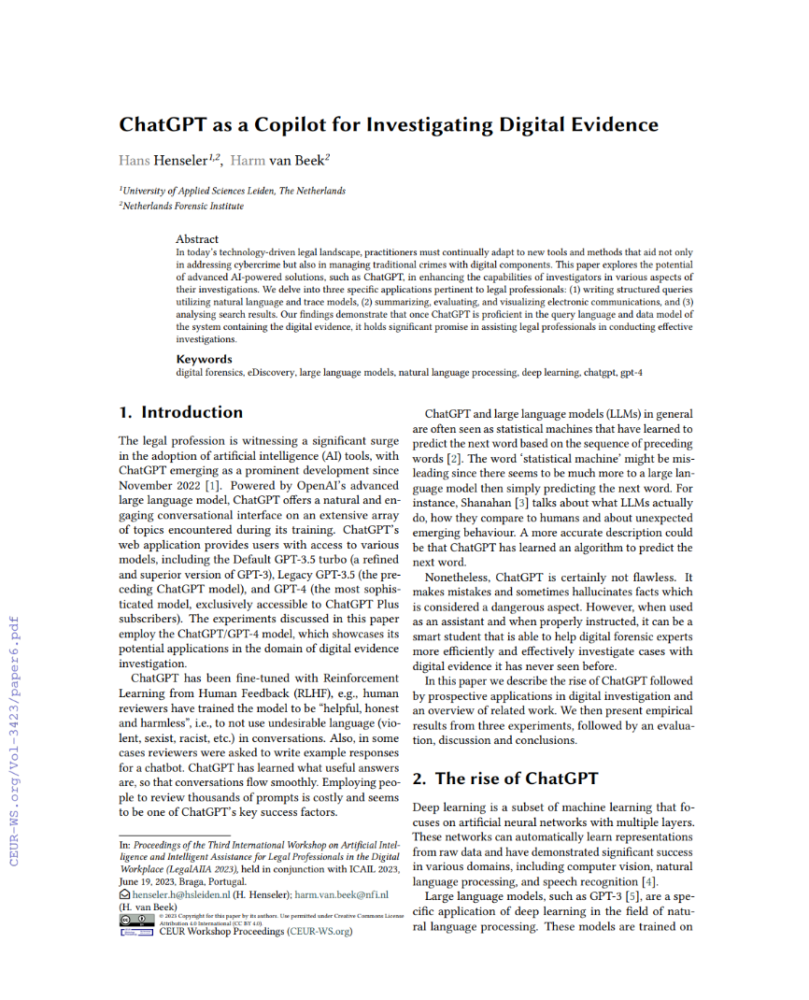 ChatGPT as a Copilot for Investigating Digital Evidence
Hans Henseler1,2, Harm van Beek2
1University of Applied Sciences Leiden, The Netherlands
2Netherlands Forensic Institute
Abstract
In today's technology-driven legal landscape, practitioners must continually adapt to new tools and methods that aid not only
in addressing cybercrime but also in managing traditional crimes with digital components. This paper explores the potential
of advanced AI-powered solutions, such as ChatGPT, in enhancing the capabilities of investigators in various aspects of
their investigations. We delve into three specific applications pertinent to legal professionals: (1) writing structured queries
utilizing natural language and trace models, (2) summarizing, evaluating, and visualizing electronic communications, and (3)
analysing search results. Our findings demonstrate that once ChatGPT is proficient in the query language and data model of
the system containing the digital evidence, it holds significant promise in assisting legal professionals in conducting effective
investigations.
Keywords
digital forensics, eDiscovery, large language models, natural language processing, deep learning, chatgpt, gpt-4
1. Introduction
The legal profession is witnessing a significant surge
in the adoption of artificial intelligence (AI) tools, with
ChatGPT emerging as a prominent development since
November 2022 [1]. Powered by OpenAI's advanced
large language model, ChatGPT offers a natural and en-
gaging conversational interface on an extensive array
of topics encountered during its training. ChatGPT's
web application provides users with access to various
models, including the Default GPT-3.5 turbo (a refined
and superior version of GPT-3), Legacy GPT-3.5 (the pre-
ceding ChatGPT model), and GPT-4 (the most sophis-
ticated model, exclusively accessible to ChatGPT Plus
subscribers). The experiments discussed in this paper
employ the ChatGPT/GPT-4 model, which showcases its
potential applications in the domain of digital evidence
investigation.
ChatGPT has been fine-tuned with Reinforcement
Learning from Human Feedback (RLHF), e.g., human
reviewers have trained the model to be "helpful, honest
and harmless", i.e., to not use undesirable language (vio-
lent, sexist, racist, etc.) in conversations. Also, in some
cases reviewers were asked to write example responses
for a chatbot. ChatGPT has learned what useful answers
are, so that conversations flow smoothly. Employing peo-
ple to review thousands of prompts is costly and seems
to be one of ChatGPT's key success factors.
In: Proceedings of the Third International Workshop on Artificial Intel-
ligence and Intelligent Assistance for Legal Professionals in the Digital
Workplace (LegalAIIA 2023), held in conjunction with ICAIL 2023,
June 19, 2023, Braga, Portugal.
henseler.h@hsleiden.nl (H. Henseler); harm.van.beek@nfi.nl
(H. van Beek)
© 2023 Copyright for this paper by its authors. Use permitted under Creative Commons License
Attribution 4.0 International (CC BY 4.0).
CEUR Workshop Proceedings (CEUR-WS.org)
ChatGPT and large language models (LLMs) in general
are often seen as statistical machines that have learned to
predict the next word based on the sequence of preceding
words [2]. The word 'statistical machine' might be mis-
leading since there seems to be much more to a large lan-
guage model then simply predicting the next word. For
instance, Shanahan [3] talks about what LLMs actually
do, how they compare to humans and about unexpected
emerging behaviour. A more accurate description could
be that ChatGPT has learned an algorithm to predict the
next word.
Nonetheless, ChatGPT is certainly not flawless. It
makes mistakes and sometimes hallucinates facts which
is considered a dangerous aspect. However, when used
as an assistant and when properly instructed, it can be a
smart student that is able to help digital forensic experts
more efficiently and effectively investigate cases with
digital evidence it has never seen before.
In this paper we describe the rise of ChatGPT followed
by prospective applications in digital investigation and
an overview of related work. We then present empirical
results from three experiments, followed by an evalua-
tion, discussion and conclusions.
2. The rise of ChatGPT
Deep learning is a subset of machine learning that fo-
cuses on artificial neural networks with multiple layers.
These networks can automatically learn representations
from raw data and have demonstrated significant success
in various domains, including computer vision, natural
language processing, and speech recognition [4].
Large language models, such as GPT-3 [5], are a spe-
cific application of deep learning in the field of natu-
ral language processing. These models are trained on
CEUR-WS.org/Vol-3423/paper6.pdf